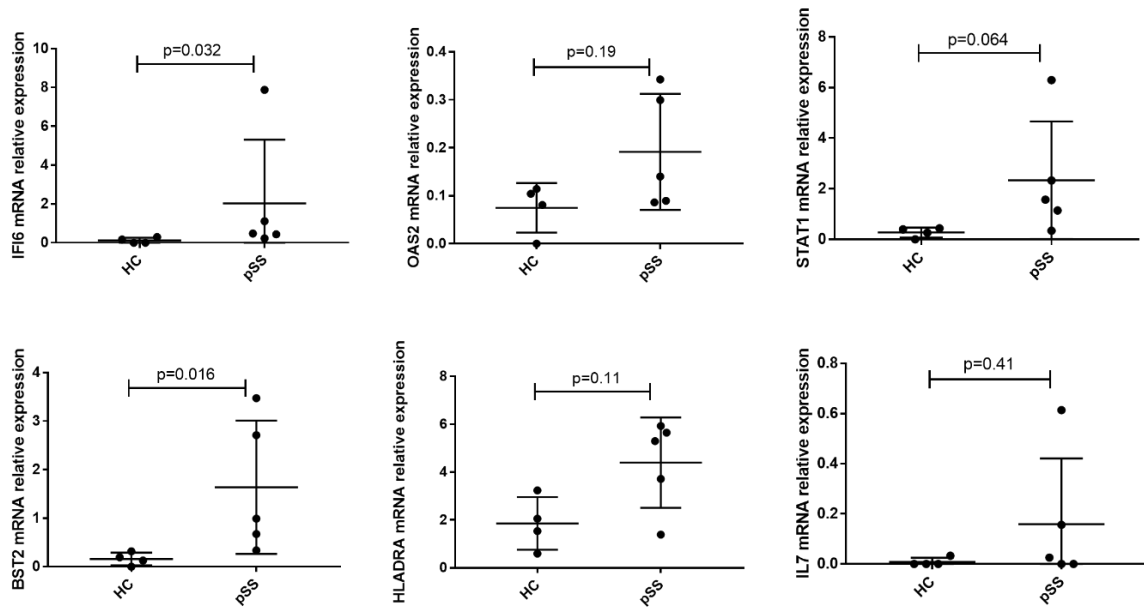 IFI6 mRNA relative expression
10
8
6
4
2
0
p=0.032
HC
pSS
OAS2 mRNA relative expression
0.4
0.3
0.2
0.1
0.0
p=0.19
HC
pSS
STAT1 mRNA relative expression
8
6
4
2
0
p=0.064
HC
pSS
BST2 mRNA relative expression
4
3
2
1
0
p=0.016
HC
pSS
HLADRA mRNA relative expression
8
6
4
2
0
p=0.11
HC
pSS
IL7 mRNA relative expression
0.8
0.6
0.4
0.2
0.0
p=0.41
HC
pSS